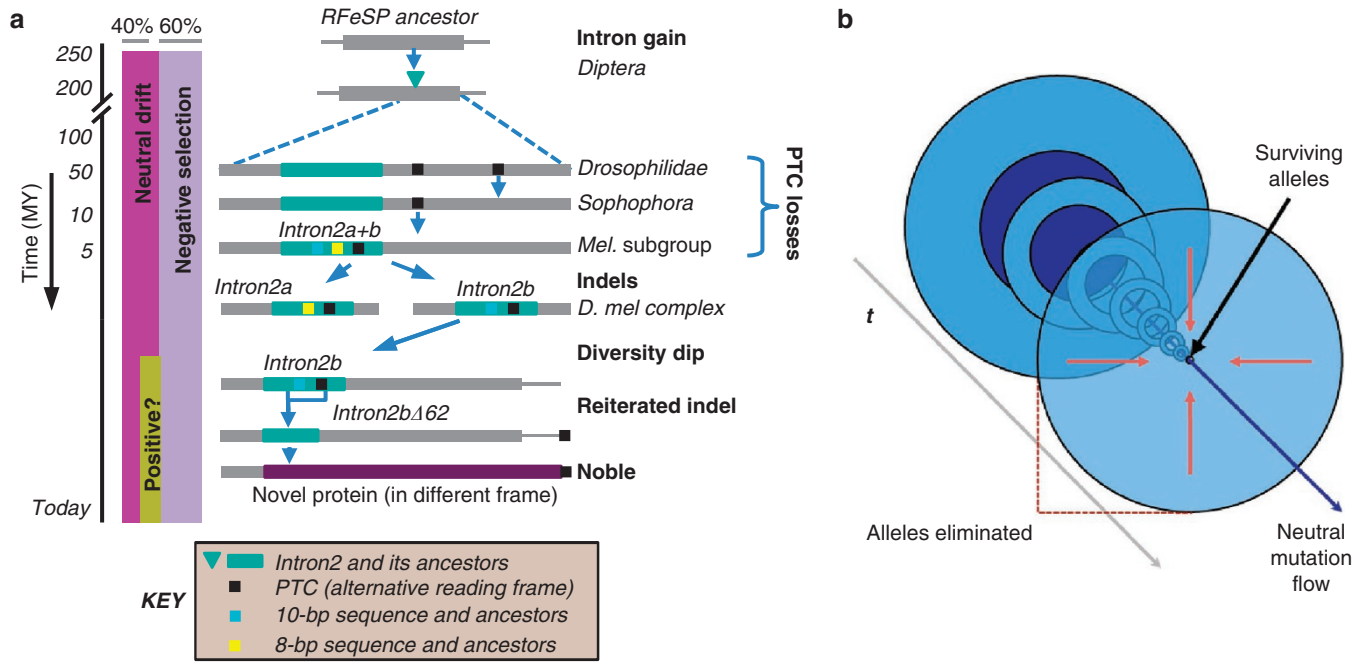 a
40% 60%
250
200
100
50
10
5
Today
Time (MY)
Neutral drift
Negative selection
Positive?
RFeSP ancestor
Intron gain
Diptera
Drosophilidae
Sophophora
Intron2a+b
Mel. subgroup
PTC losses
Indels
Intron2a
Intron2b
D. mel complex
Diversity dip
Intron2b
Reiterated indel
Intron2bΔ62
Noble
Novel protein (in different frame)
KEY
Intron2 and its ancestors
PTC (alternative reading frame)
10-bp sequence and ancestors
8-bp sequence and ancestors
b
Surviving
alleles
t
Alleles eliminated
Neutral
mutation
flow